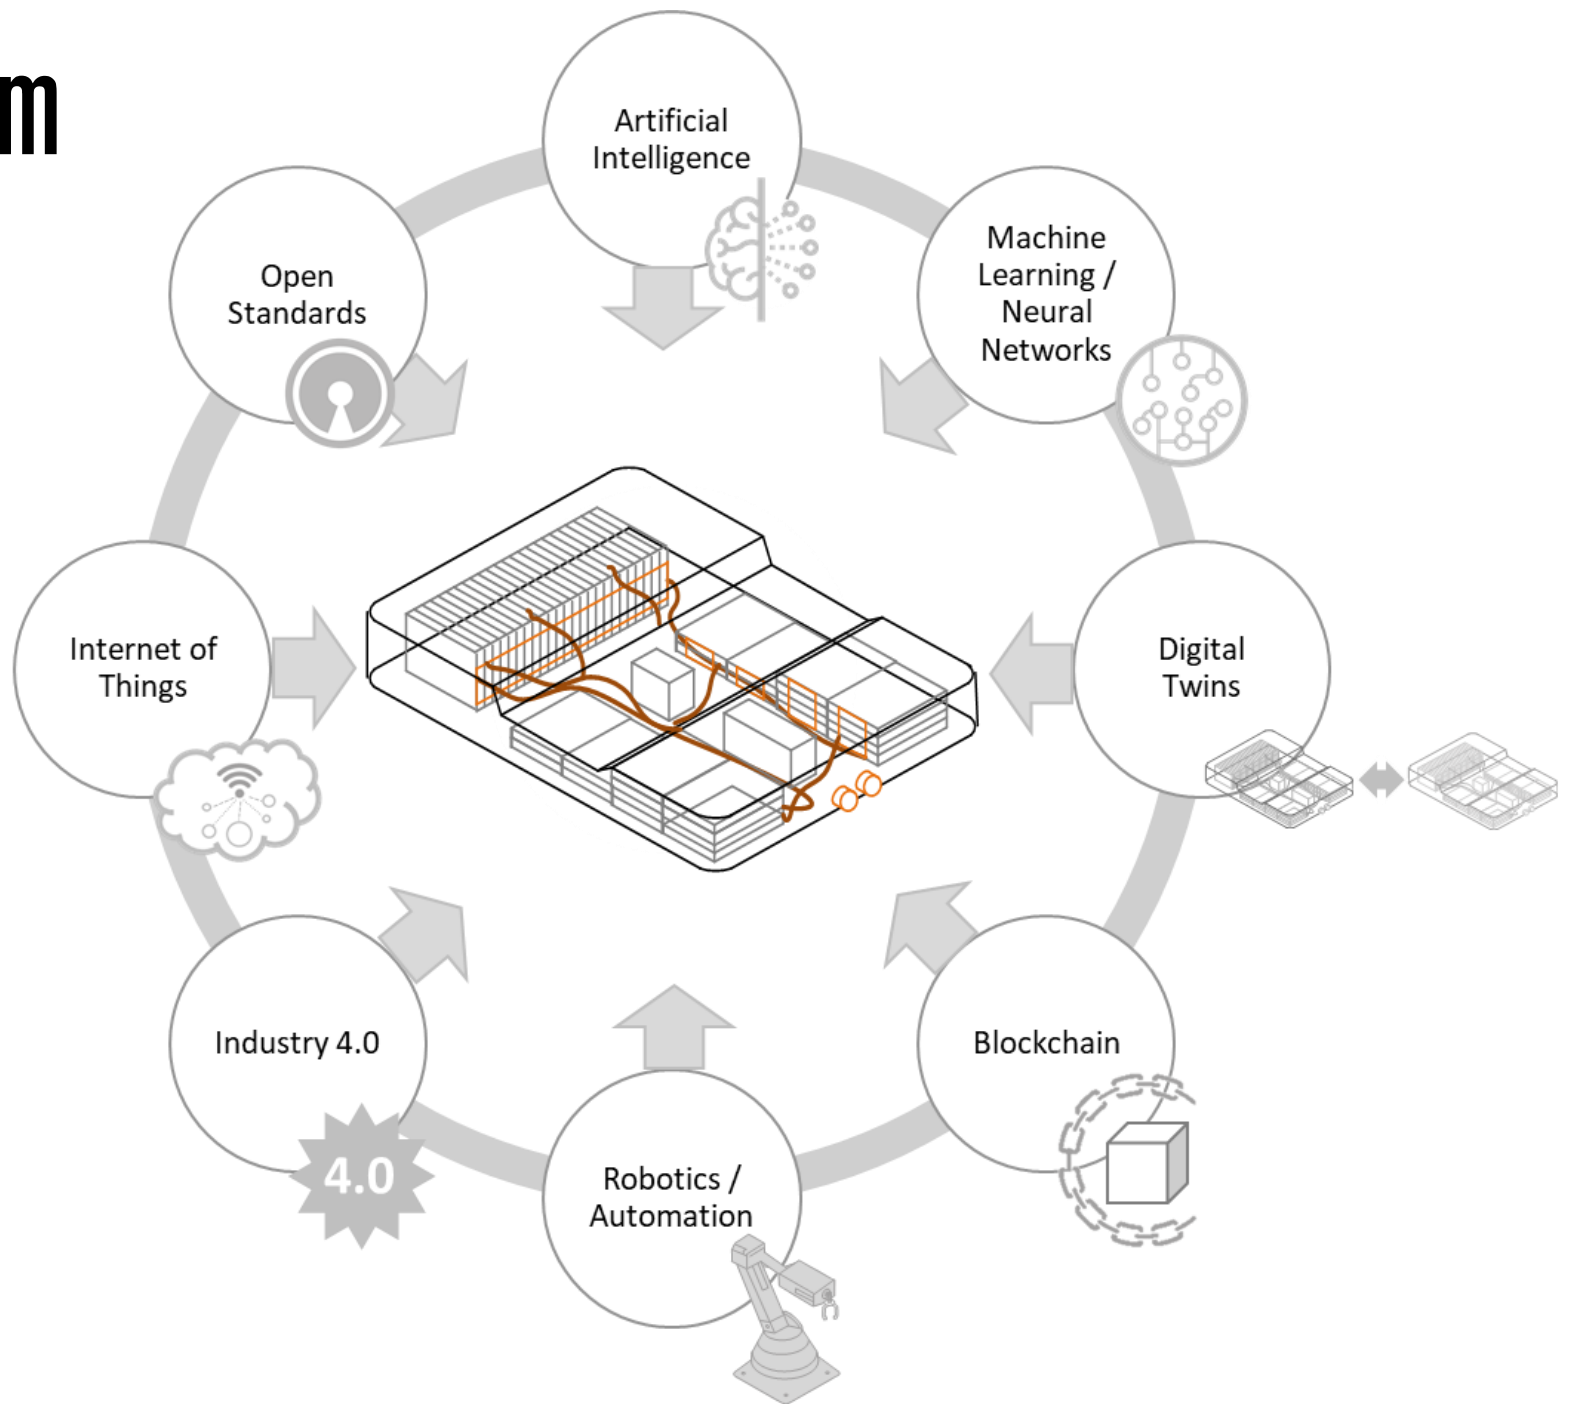 m
Artificial
Intelligence
Machine
Learning /
Neural
Networks
Open
Standards
Internet of
Things
Digital
Twins
Industry 4.0
4.0
Blockchain
Robotics /
Automation